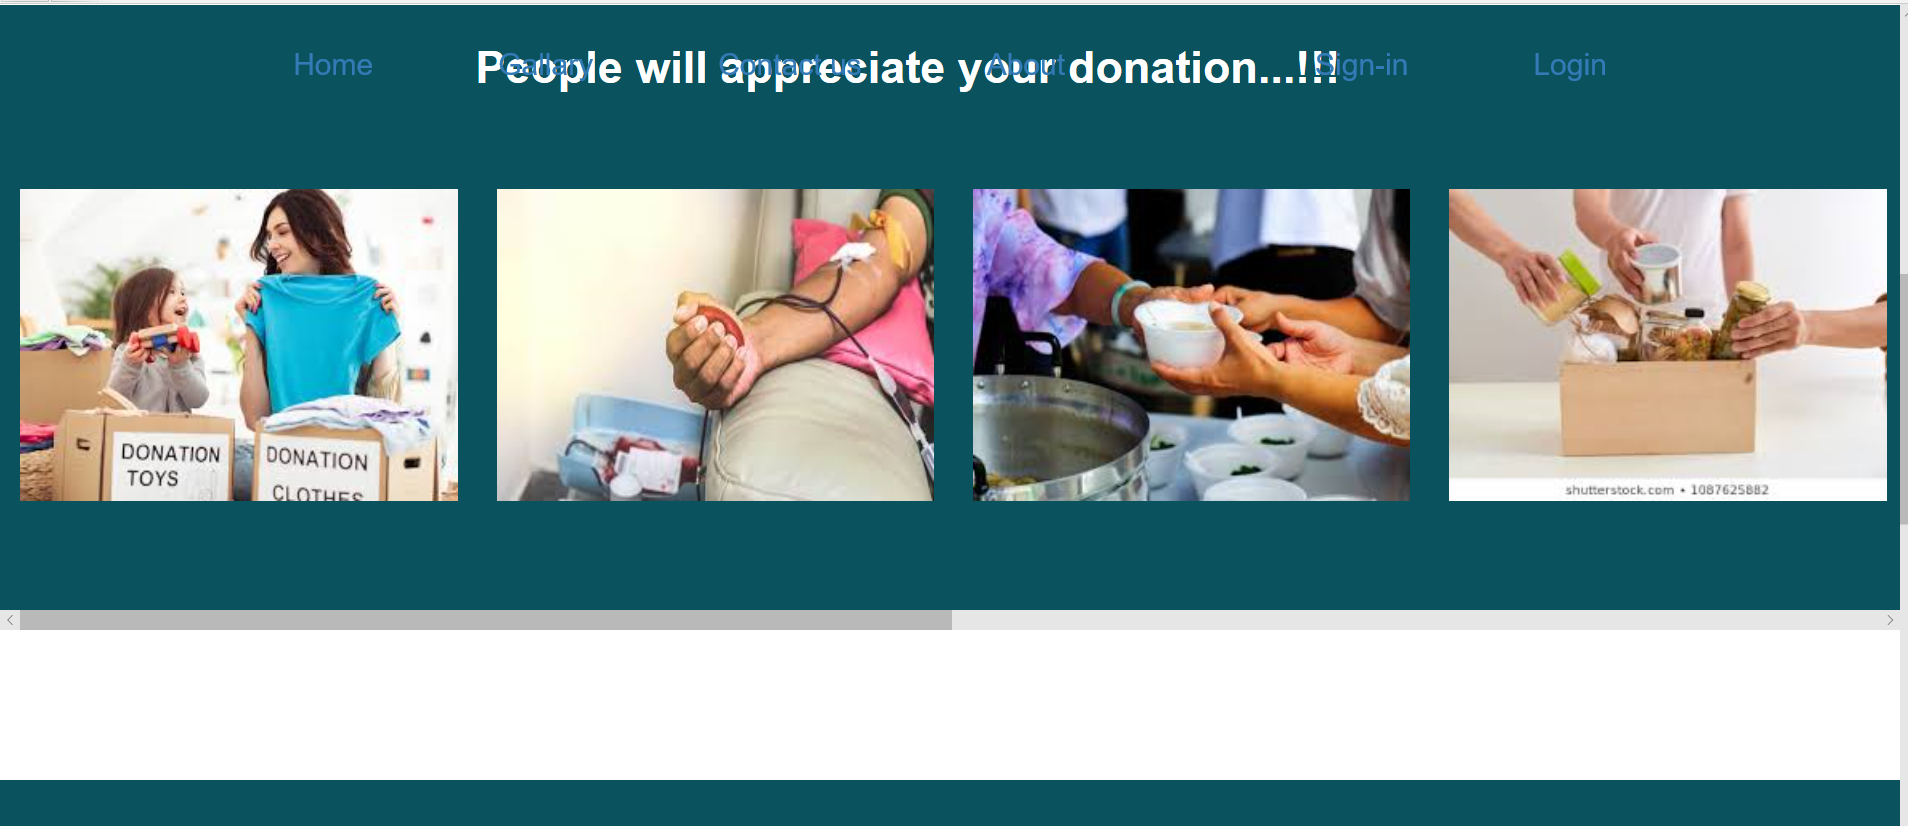 Home Gallary Contact us About Sign-in Login
People will appreciate your donation...!!!
DONATION
TOYS
DONATION
CLOTHES
shutterstock.com • 1087625882